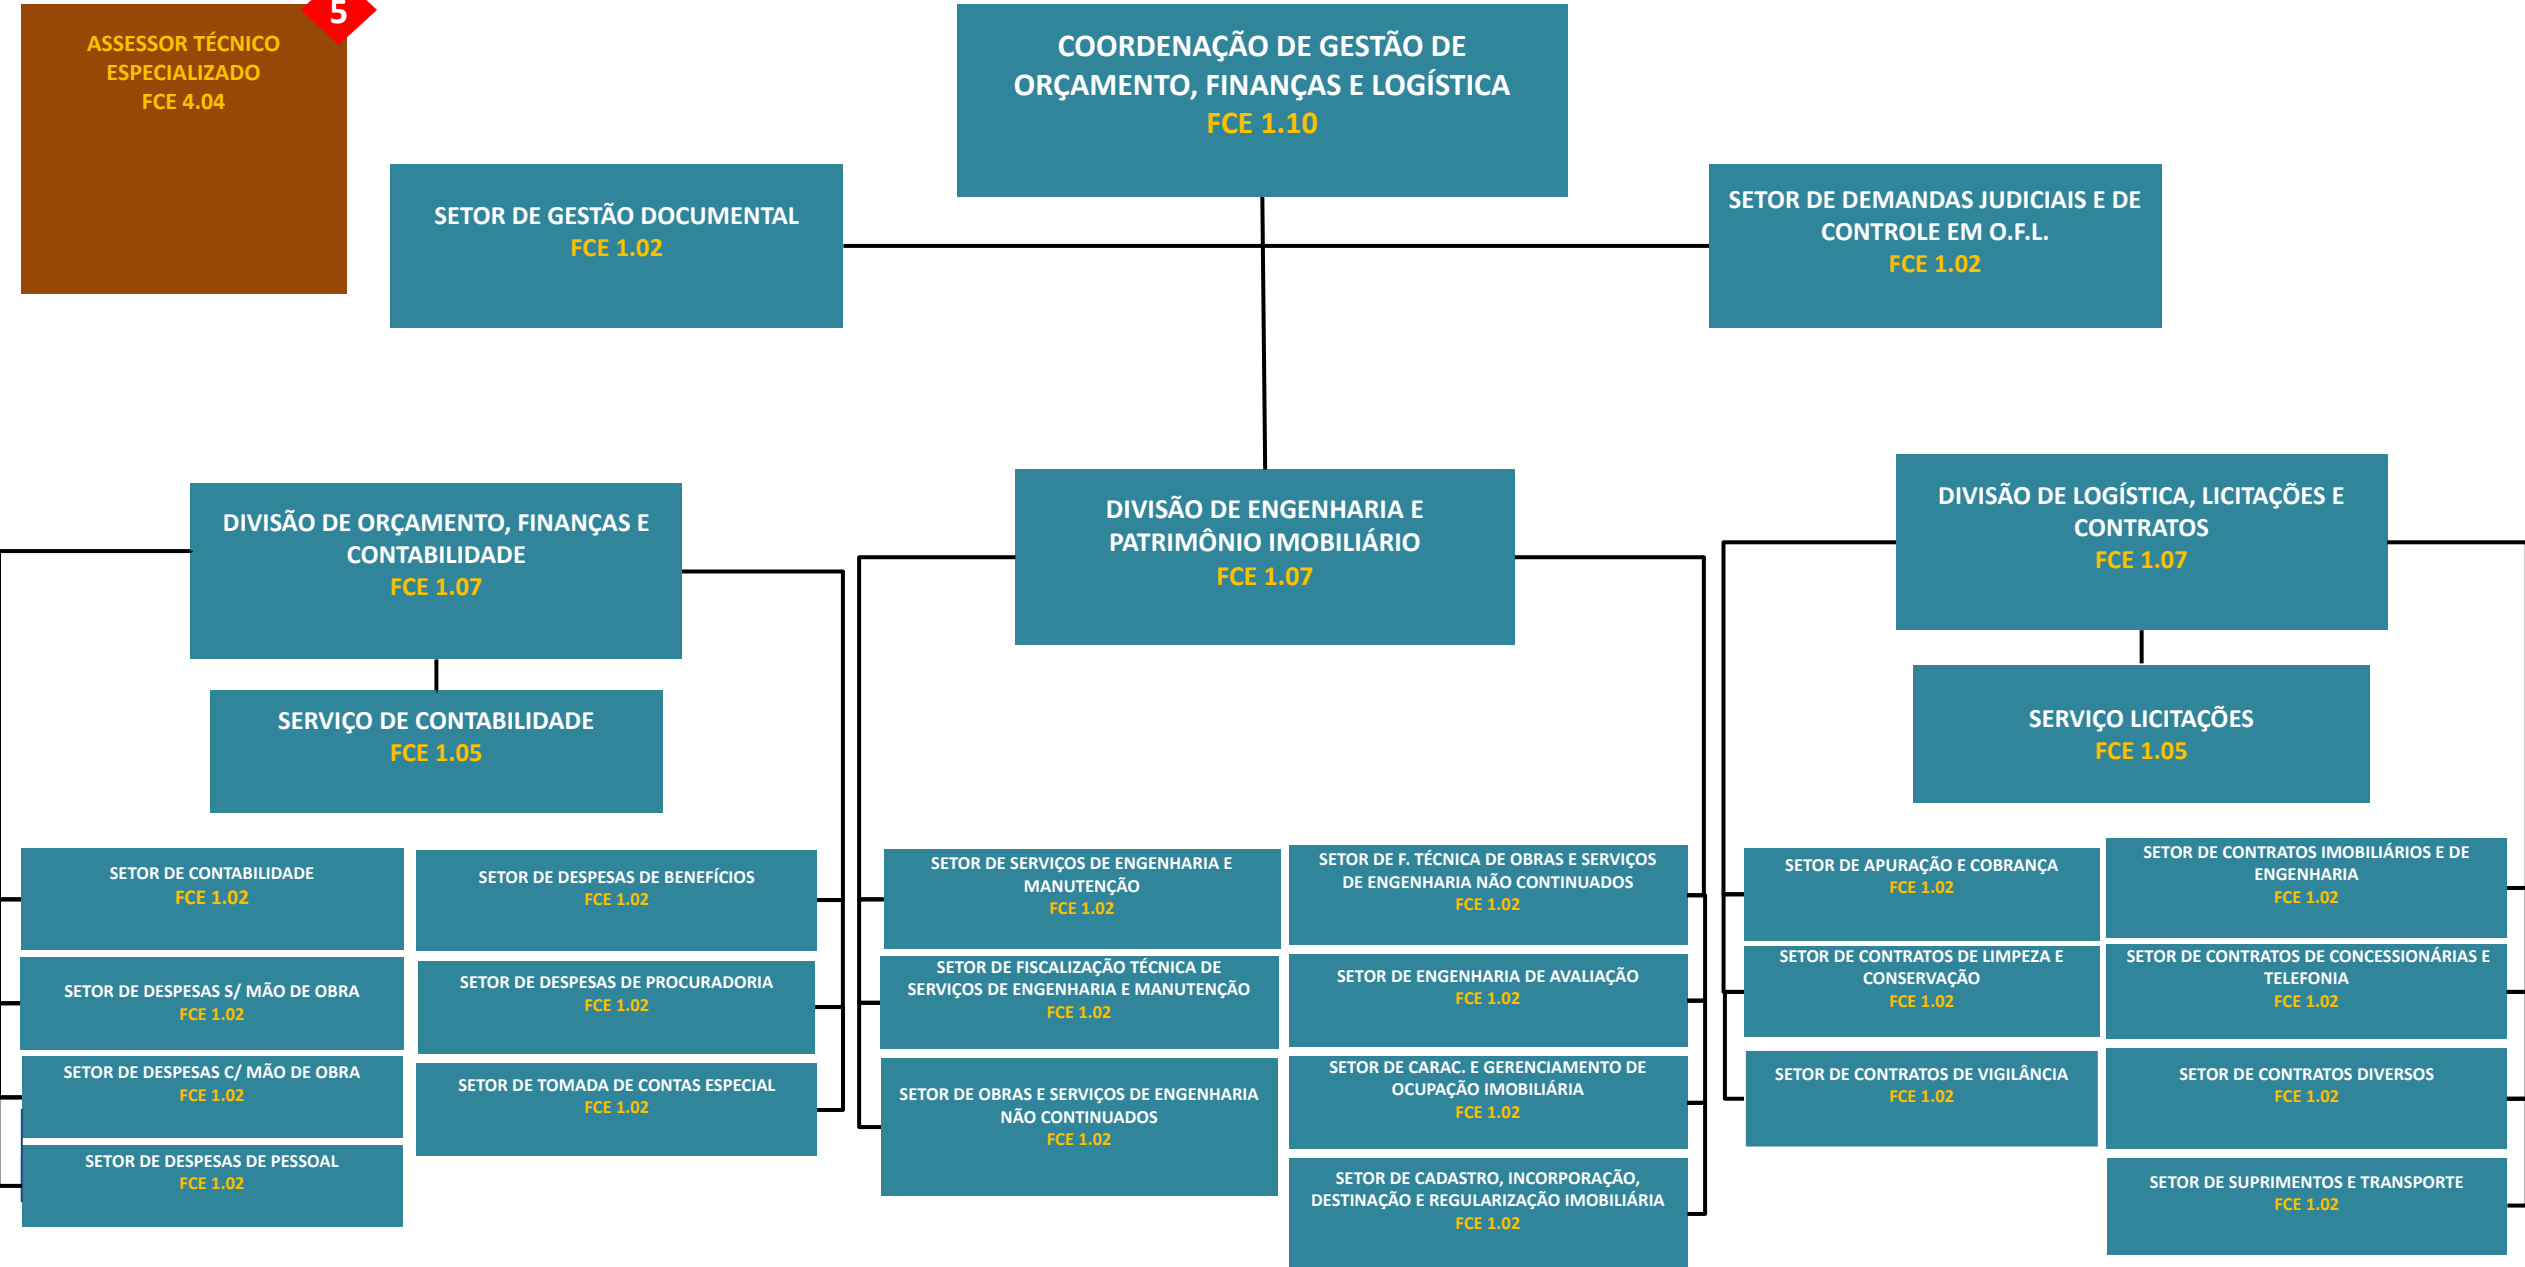 5
ASSESSOR TÉCNICO
ESPECIALIZADO
FCE 4.04
COORDENAÇÃO DE GESTÃO DE
ORÇAMENTO, FINANÇAS E LOGÍSTICA
FCE 1.10
SETOR DE GESTÃO DOCUMENTAL
FCE 1.02
SETOR DE DEMANDAS JUDICIAIS E DE
CONTROLE EM O.F.L.
FCE 1.02
DIVISÃO DE ORÇAMENTO, FINANÇAS E
CONTABILIDADE
FCE 1.07
SERVIÇO DE CONTABILIDADE
FCE 1.05
SETOR DE CONTABILIDADE
FCE 1.02
SETOR DE DESPESAS S/ MÃO DE OBRA
FCE 1.02
SETOR DE DESPESAS C/ MÃO DE OBRA
FCE 1.02
SETOR DE DESPESAS DE PESSOAL
FCE 1.02
SETOR DE DESPESAS DE BENEFÍCIOS
FCE 1.02
SETOR DE DESPESAS DE PROCURADORIA
FCE 1.02
SETOR DE TOMADA DE CONTAS ESPECIAL
FCE 1.02
DIVISÃO DE ENGENHARIA E
PATRIMÔNIO IMOBILIÁRIO
FCE 1.07
SETOR DE SERVIÇOS DE ENGENHARIA E
MANUTENÇÃO
FCE 1.02
SETOR DE FISCALIZAÇÃO TÉCNICA DE
SERVIÇOS DE ENGENHARIA E MANUTENÇÃO
FCE 1.02
SETOR DE OBRAS E SERVIÇOS DE ENGENHARIA
NÃO CONTINUADOS
FCE 1.02
SETOR DE F. TÉCNICA DE OBRAS E SERVIÇOS
DE ENGENHARIA NÃO CONTINUADOS
FCE 1.02
SETOR DE ENGENHARIA DE AVALIAÇÃO
FCE 1.02
SETOR DE CARAC. E GERENCIAMENTO DE
OCUPAÇÃO IMOBILIÁRIA
FCE 1.02
SETOR DE CADASTRO, INCORPORAÇÃO,
DESTINAÇÃO E REGULARIZAÇÃO IMOBILIÁRIA
FCE 1.02
DIVISÃO DE LOGÍSTICA, LICITAÇÕES E
CONTRATOS
FCE 1.07
SERVIÇO LICITAÇÕES
FCE 1.05
SETOR DE APURAÇÃO E COBRANÇA
FCE 1.02
SETOR DE CONTRATOS DE LIMPEZA E
CONSERVAÇÃO
FCE 1.02
SETOR DE CONTRATOS DE VIGILÂNCIA
FCE 1.02
SETOR DE CONTRATOS IMOBILIÁRIOS E DE
ENGENHARIA
FCE 1.02
SETOR DE CONTRATOS DE CONCESSIONÁRIAS E
TELEFONIA
FCE 1.02
SETOR DE CONTRATOS DIVERSOS
FCE 1.02
SETOR DE SUPRIMENTOS E TRANSPORTE
FCE 1.02